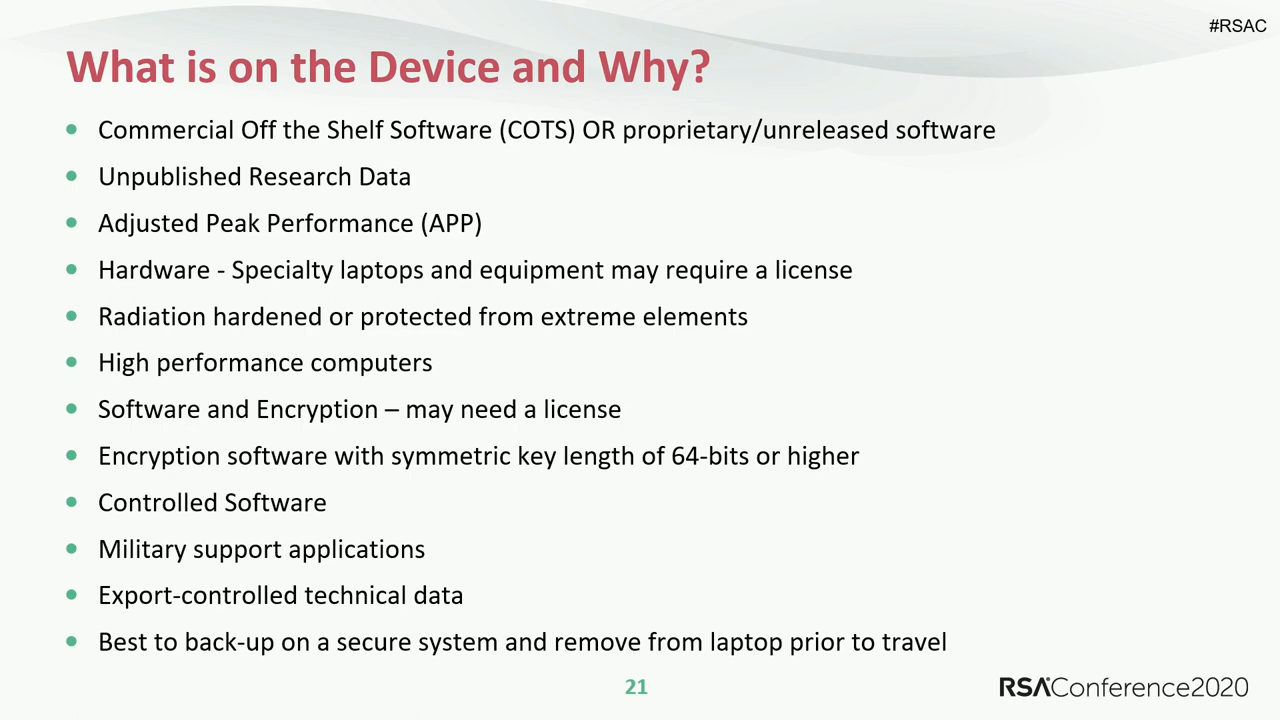 #RSAC
What is on the Device and Why?
• Commercial Off the Shelf Software (COTS) OR proprietary/unreleased software
• Unpublished Research Data
• Adjusted Peak Performance (APP)
• Hardware - Specialty laptops and equipment may require a license
• Radiation hardened or protected from extreme elements
• High performance computers
• Software and Encryption – may need a license
• Encryption software with symmetric key length of 64-bits or higher
• Controlled Software
• Military support applications
• Export-controlled technical data
• Best to back-up on a secure system and remove from laptop prior to travel
21
RSAConference2020